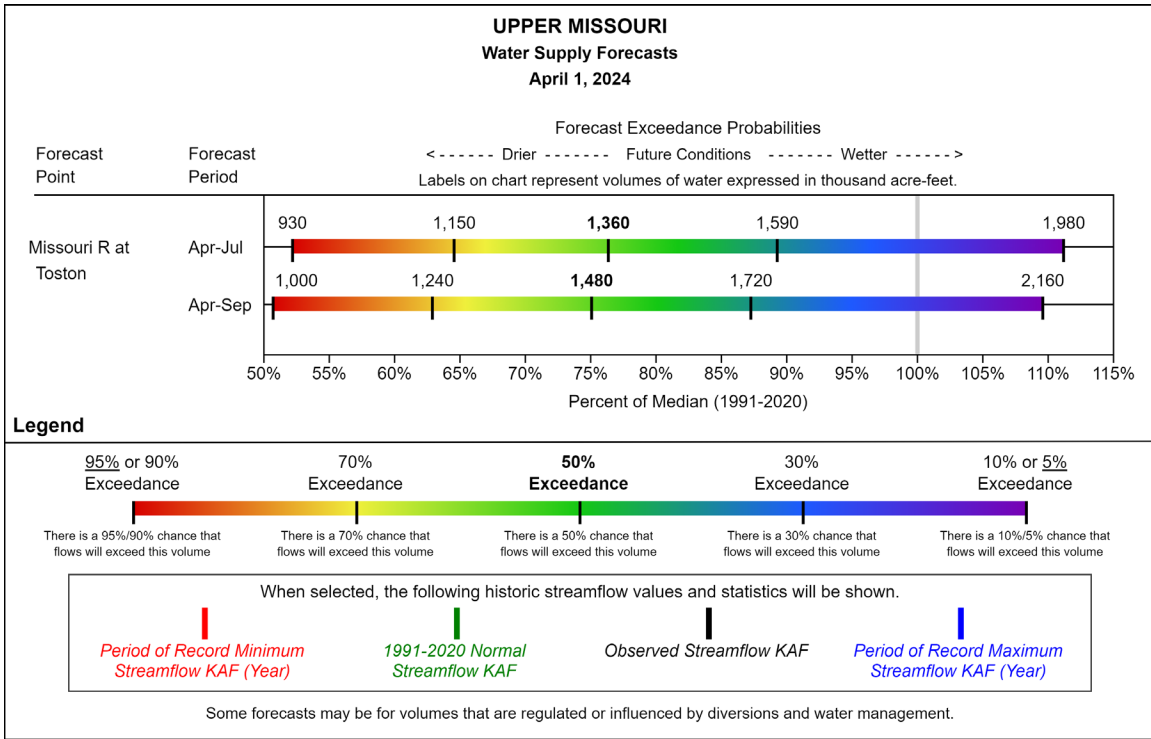 UPPER MISSOURI
Water Supply Forecasts
April 1, 2024
Forecast Exceedance Probabilities
Forecast Point
Forecast Period
<------ Drier ------- Future Conditions ------- Wetter ------>
Labels on chart represent volumes of water expressed in thousand acre-feet.
930 1,150 1,360 1,590 1,980
Missouri R at Toston
Apr-Jul
1,000 1,240 1,480 1,720 2,160
Apr-Sep
50% 55% 60% 65% 70% 75% 80% 85% 90% 95% 100% 105% 110% 115%
Percent of Median (1991-2020)
Legend
95% or 90% Exceedance
70% Exceedance
50% Exceedance
30% Exceedance
10% or 5% Exceedance
There is a 95%/90% chance that flows will exceed this volume
There is a 70% chance that flows will exceed this volume
There is a 50% chance that flows will exceed this volume
There is a 30% chance that flows will exceed this volume
There is a 10%/5% chance that flows will exceed this volume
When selected, the following historic streamflow values and statistics will be shown.
Period of Record Minimum Streamflow KAF (Year)
1991-2020 Normal Streamflow KAF
Observed Streamflow KAF
Period of Record Maximum Streamflow KAF (Year)
Some forecasts may be for volumes that are regulated or influenced by diversions and water management.